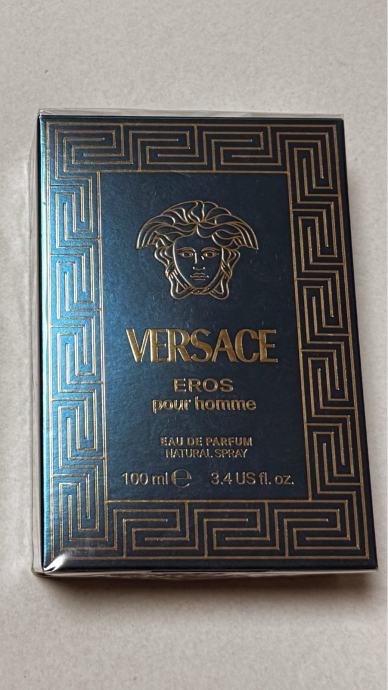 VERSACE
EROS
pour homme
EAU DE PARFUM
NATURAL SPRAY
100 ml ℮ 3.4 US fl. oz.